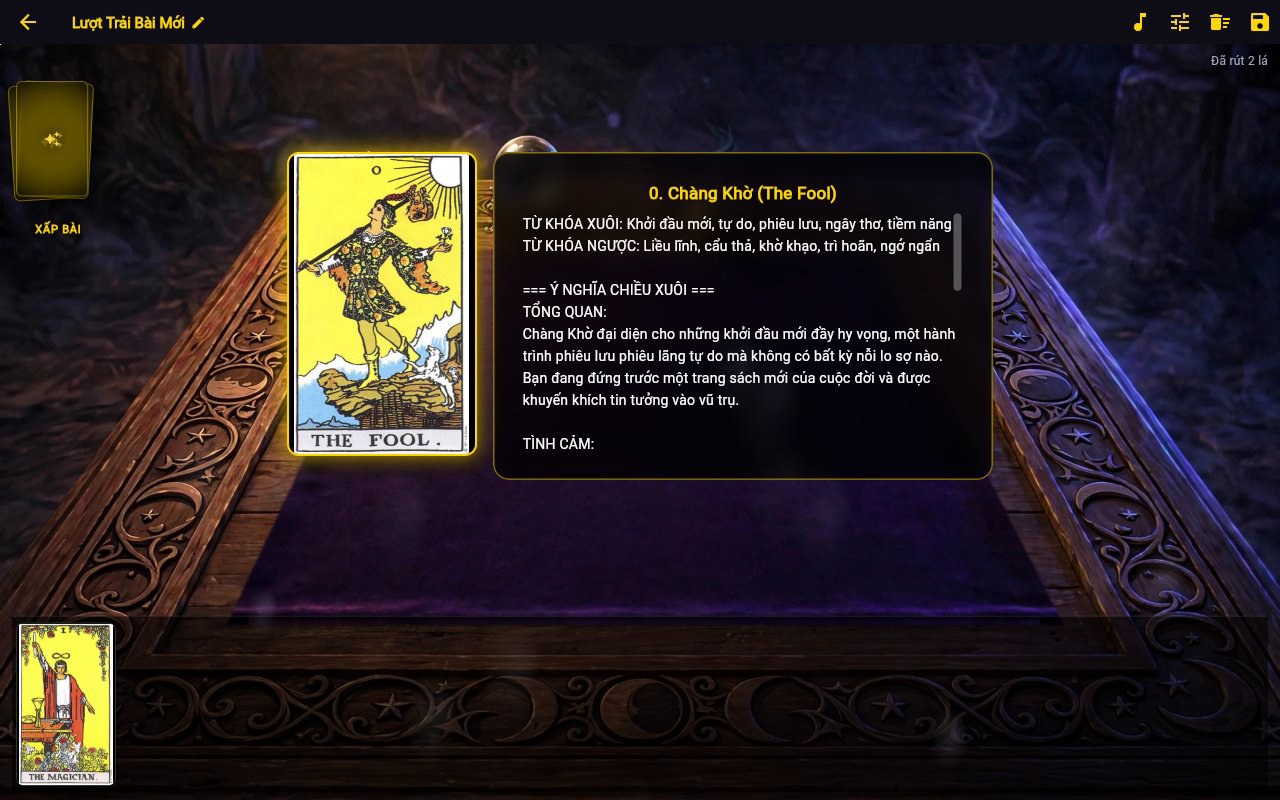 Lượt Trải Bài Mới
Đã rút 2 lá
XẤP BÀI
0
THE FOOL.
0. Chàng Khờ (The Fool)
TỪ KHÓA XUÔI: Khởi đầu mới, tự do, phiêu lưu, ngây thơ, tiềm năng
TỪ KHÓA NGƯỢC: Liều lĩnh, cẩu thả, khờ khạo, trì hoãn, ngớ ngẩn
=== Ý NGHĨA CHIỀU XUÔI ===
TỔNG QUAN:
Chàng Khờ đại diện cho những khởi đầu mới đầy hy vọng, một hành
trình phiêu lưu phiêu lãng tự do mà không có bất kỳ nỗi lo sợ nào.
Bạn đang đứng trước một trang sách mới của cuộc đời và được
khuyến khích tin tưởng vào vũ trụ.
TÌNH CẢM:
I
THE MAGICIAN.